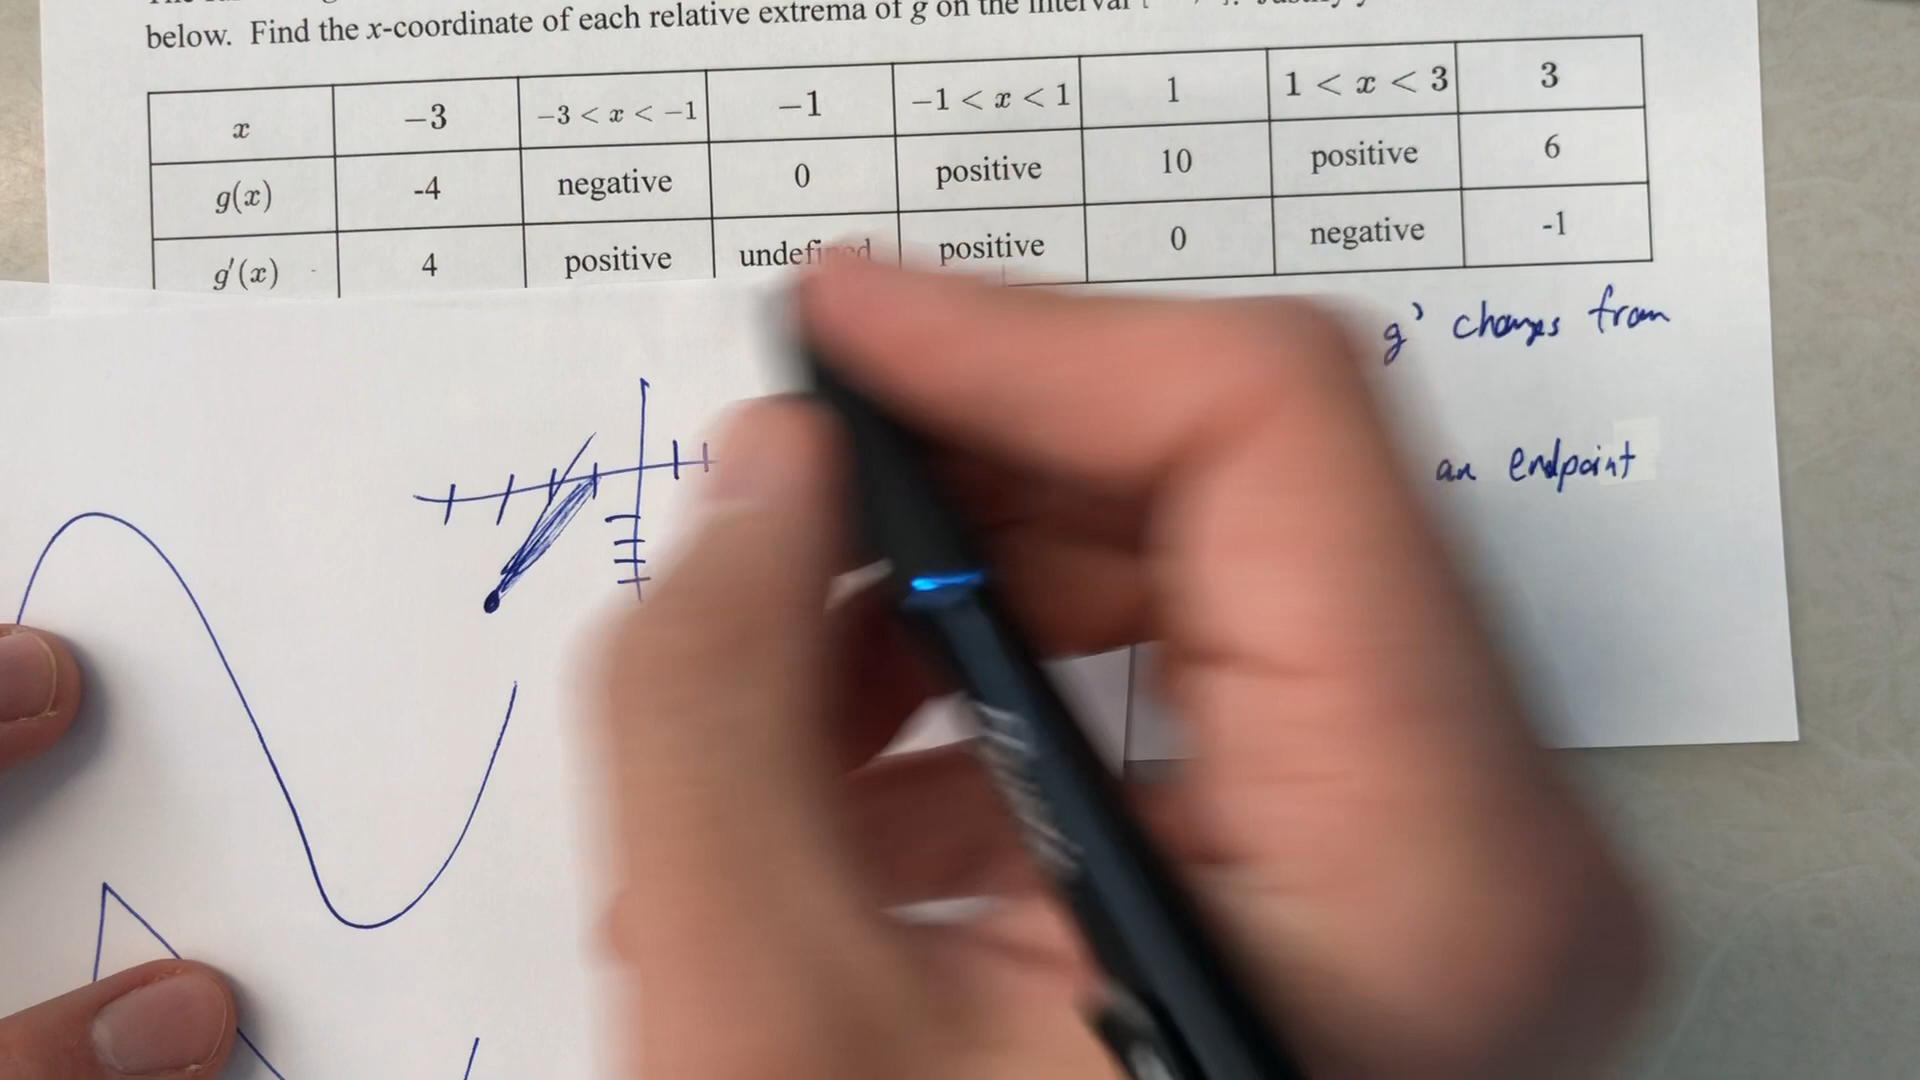 below. Find the x-coordinate of each relative extrema of g on the interval
x −3 −3 < x < −1 −1 −1 < x < 1 1 1 < x < 3 3
g(x) -4 negative 0 positive 10 positive 6
g'(x) 4 positive undefined positive 0 negative -1
g' changes from
an endpoint